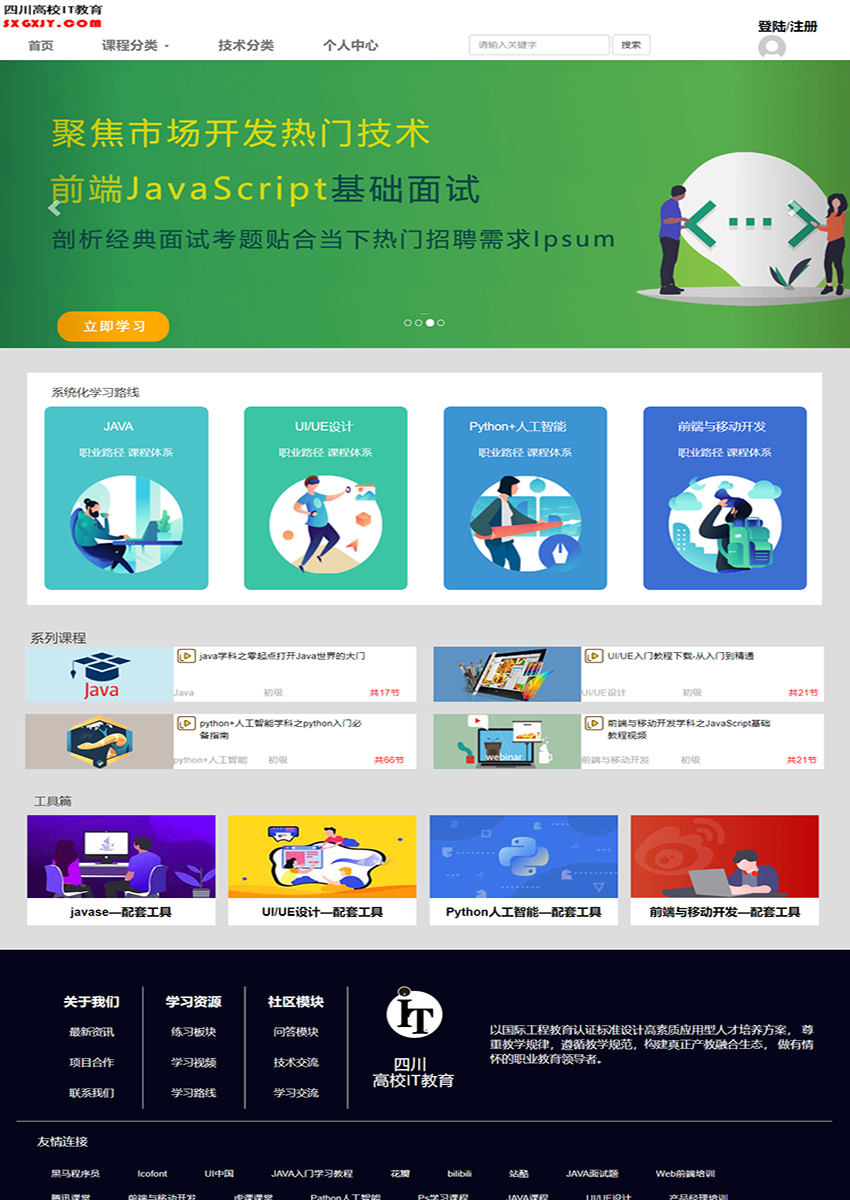 四川高校IT教育
SXGXJY.COM
登陆/注册
首页 课程分类 技术分类 个人中心 请输入关键字 搜索
聚焦市场开发热门技术
前端JavaScript基础面试
剖析经典面试考题贴合当下热门招聘需求Ipsum
立即学习
系统化学习路线
JAVA UI/UE设计 Python+人工智能 前端与移动开发
职业路径 课程体系 职业路径 课程体系 职业路径 课程体系 职业路径 课程体系
系列课程
Java
java学科之零起点打开Java世界的大门
Java 初级 共17节
UI/UE入门教程下载-从入门到精通
UI/UE设计 初级 共21节
python+人工智能学科之python入门必
备指南
python+人工智能 初级 共66节
webinar
前端与移动开发学科之JavaScript基础
教程视频
前端与移动开发 初级 共21节
工具篇
javase—配套工具 UI/UE设计—配套工具 Python人工智能—配套工具 前端与移动开发—配套工具
关于我们 学习资源 社区模块
最新资讯 练习板块 问答模块
项目合作 学习视频 技术交流
联系我们 学习路线 学习交流
IT
四川
高校IT教育
以国际工程教育认证标准设计高素质应用型人才培养方案， 尊
重教学规律，遵循教学规范，构建真正产教融合生态， 做有情
怀的职业教育领导者。
友情连接
黑马程序员 Icofont UI中国 JAVA入门学习教程 花瓣 bilibili 站酷 JAVA面试题 Web前端培训
腾讯课堂 前端与移动开发 虎课课堂 Pathon人工智能 Ps学习课程 JAVA课程 UI/UE设计 产品经理培训